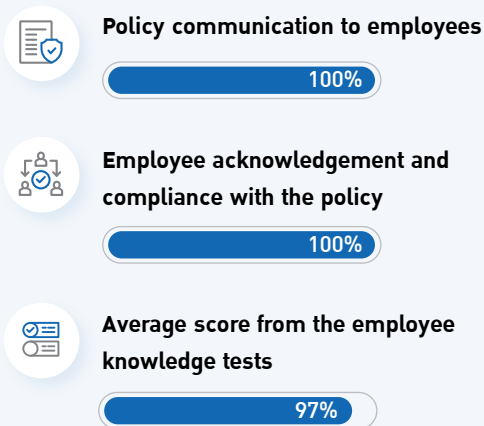 Policy communication to employees
100%
Employee acknowledgement and
compliance with the policy
100%
Average score from the employee
knowledge tests
97%